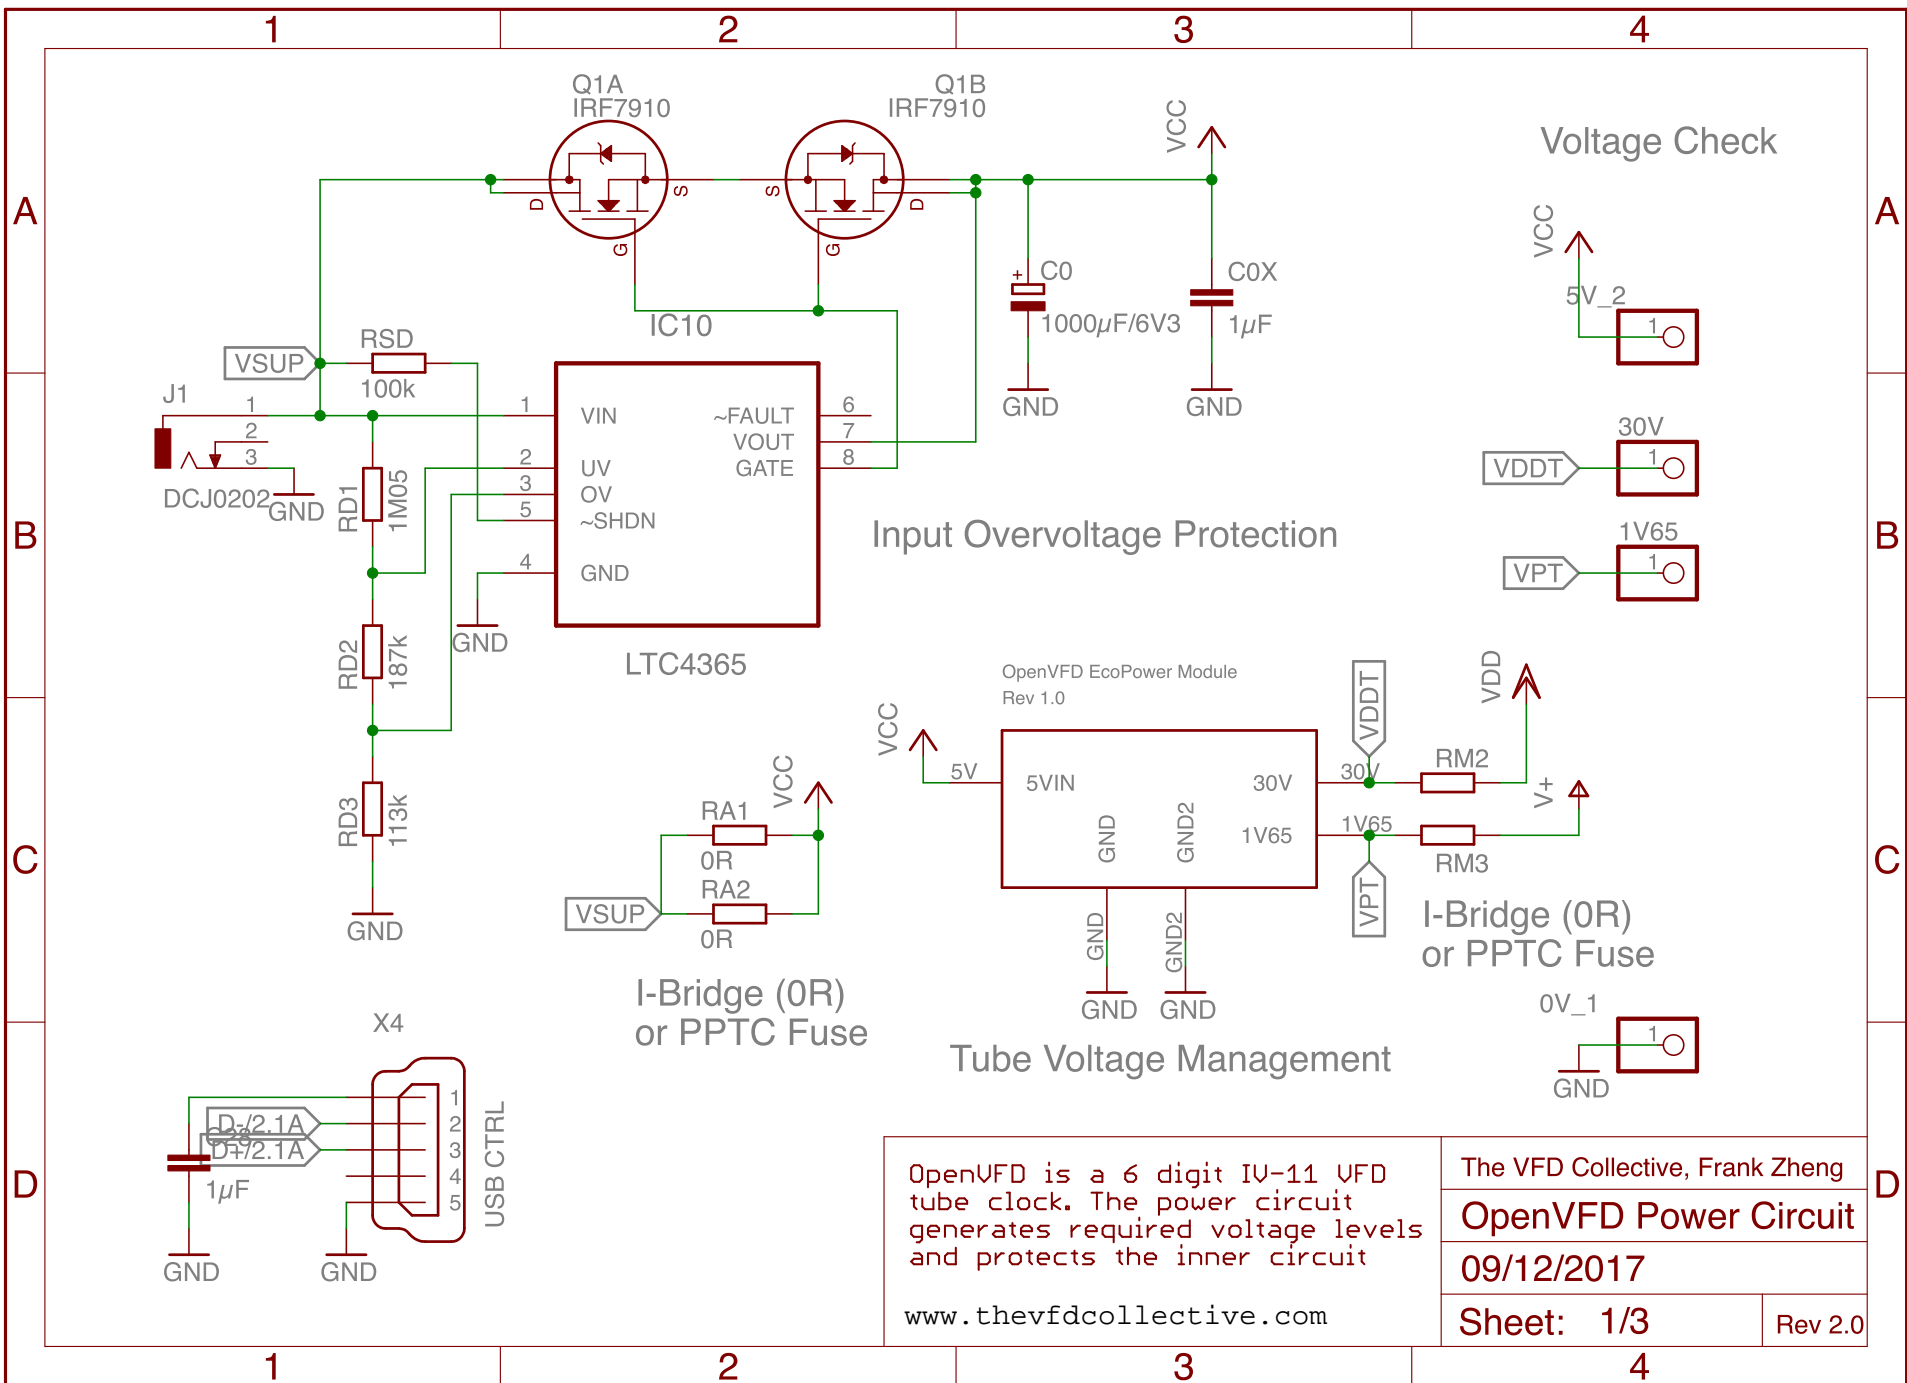 1
2
3
4
A
B
C
D
A
B
C
D
1
2
3
4
Q1A
IRF7910
Q1B
IRF7910
D
S
G
S
D
G
VCC
+
C0
1000µF/6V3
GND
C0X
1µF
GND
Voltage Check
VCC
5V_2
1
30V
VDDT
1
1V65
VPT
1
VSUP
RSD
100k
J1
1
2
3
DCJ0202
GND
RD1
1M05
RD2
187k
RD3
113k
GND
IC10
1
VIN
2
UV
3
OV
5
~SHDN
4
GND
~FAULT
6
VOUT
7
GATE
8
GND
LTC4365
Input Overvoltage Protection
OpenVFD EcoPower Module
Rev 1.0
VCC
5V
5VIN
30V
1V65
GND
GND2
30V
1V65
VDDT
VPT
RM2
VDD
RM3
V+
GND
GND2
GND
GND
I-Bridge (0R)
or PPTC Fuse
Tube Voltage Management
VCC
RA1
0R
RA2
0R
VSUP
I-Bridge (0R)
or PPTC Fuse
0V_1
1
GND
X4
1
2
3
4
5
USB CTRL
D-/2.1A
C28
D+/2.1A
1µF
GND
GND
OpenVFD is a 6 digit IV-11 VFD
tube clock. The power circuit
generates required voltage levels
and protects the inner circuit
www.thevfdcollective.com
The VFD Collective, Frank Zheng
OpenVFD Power Circuit
09/12/2017
Sheet: 1/3
Rev 2.0